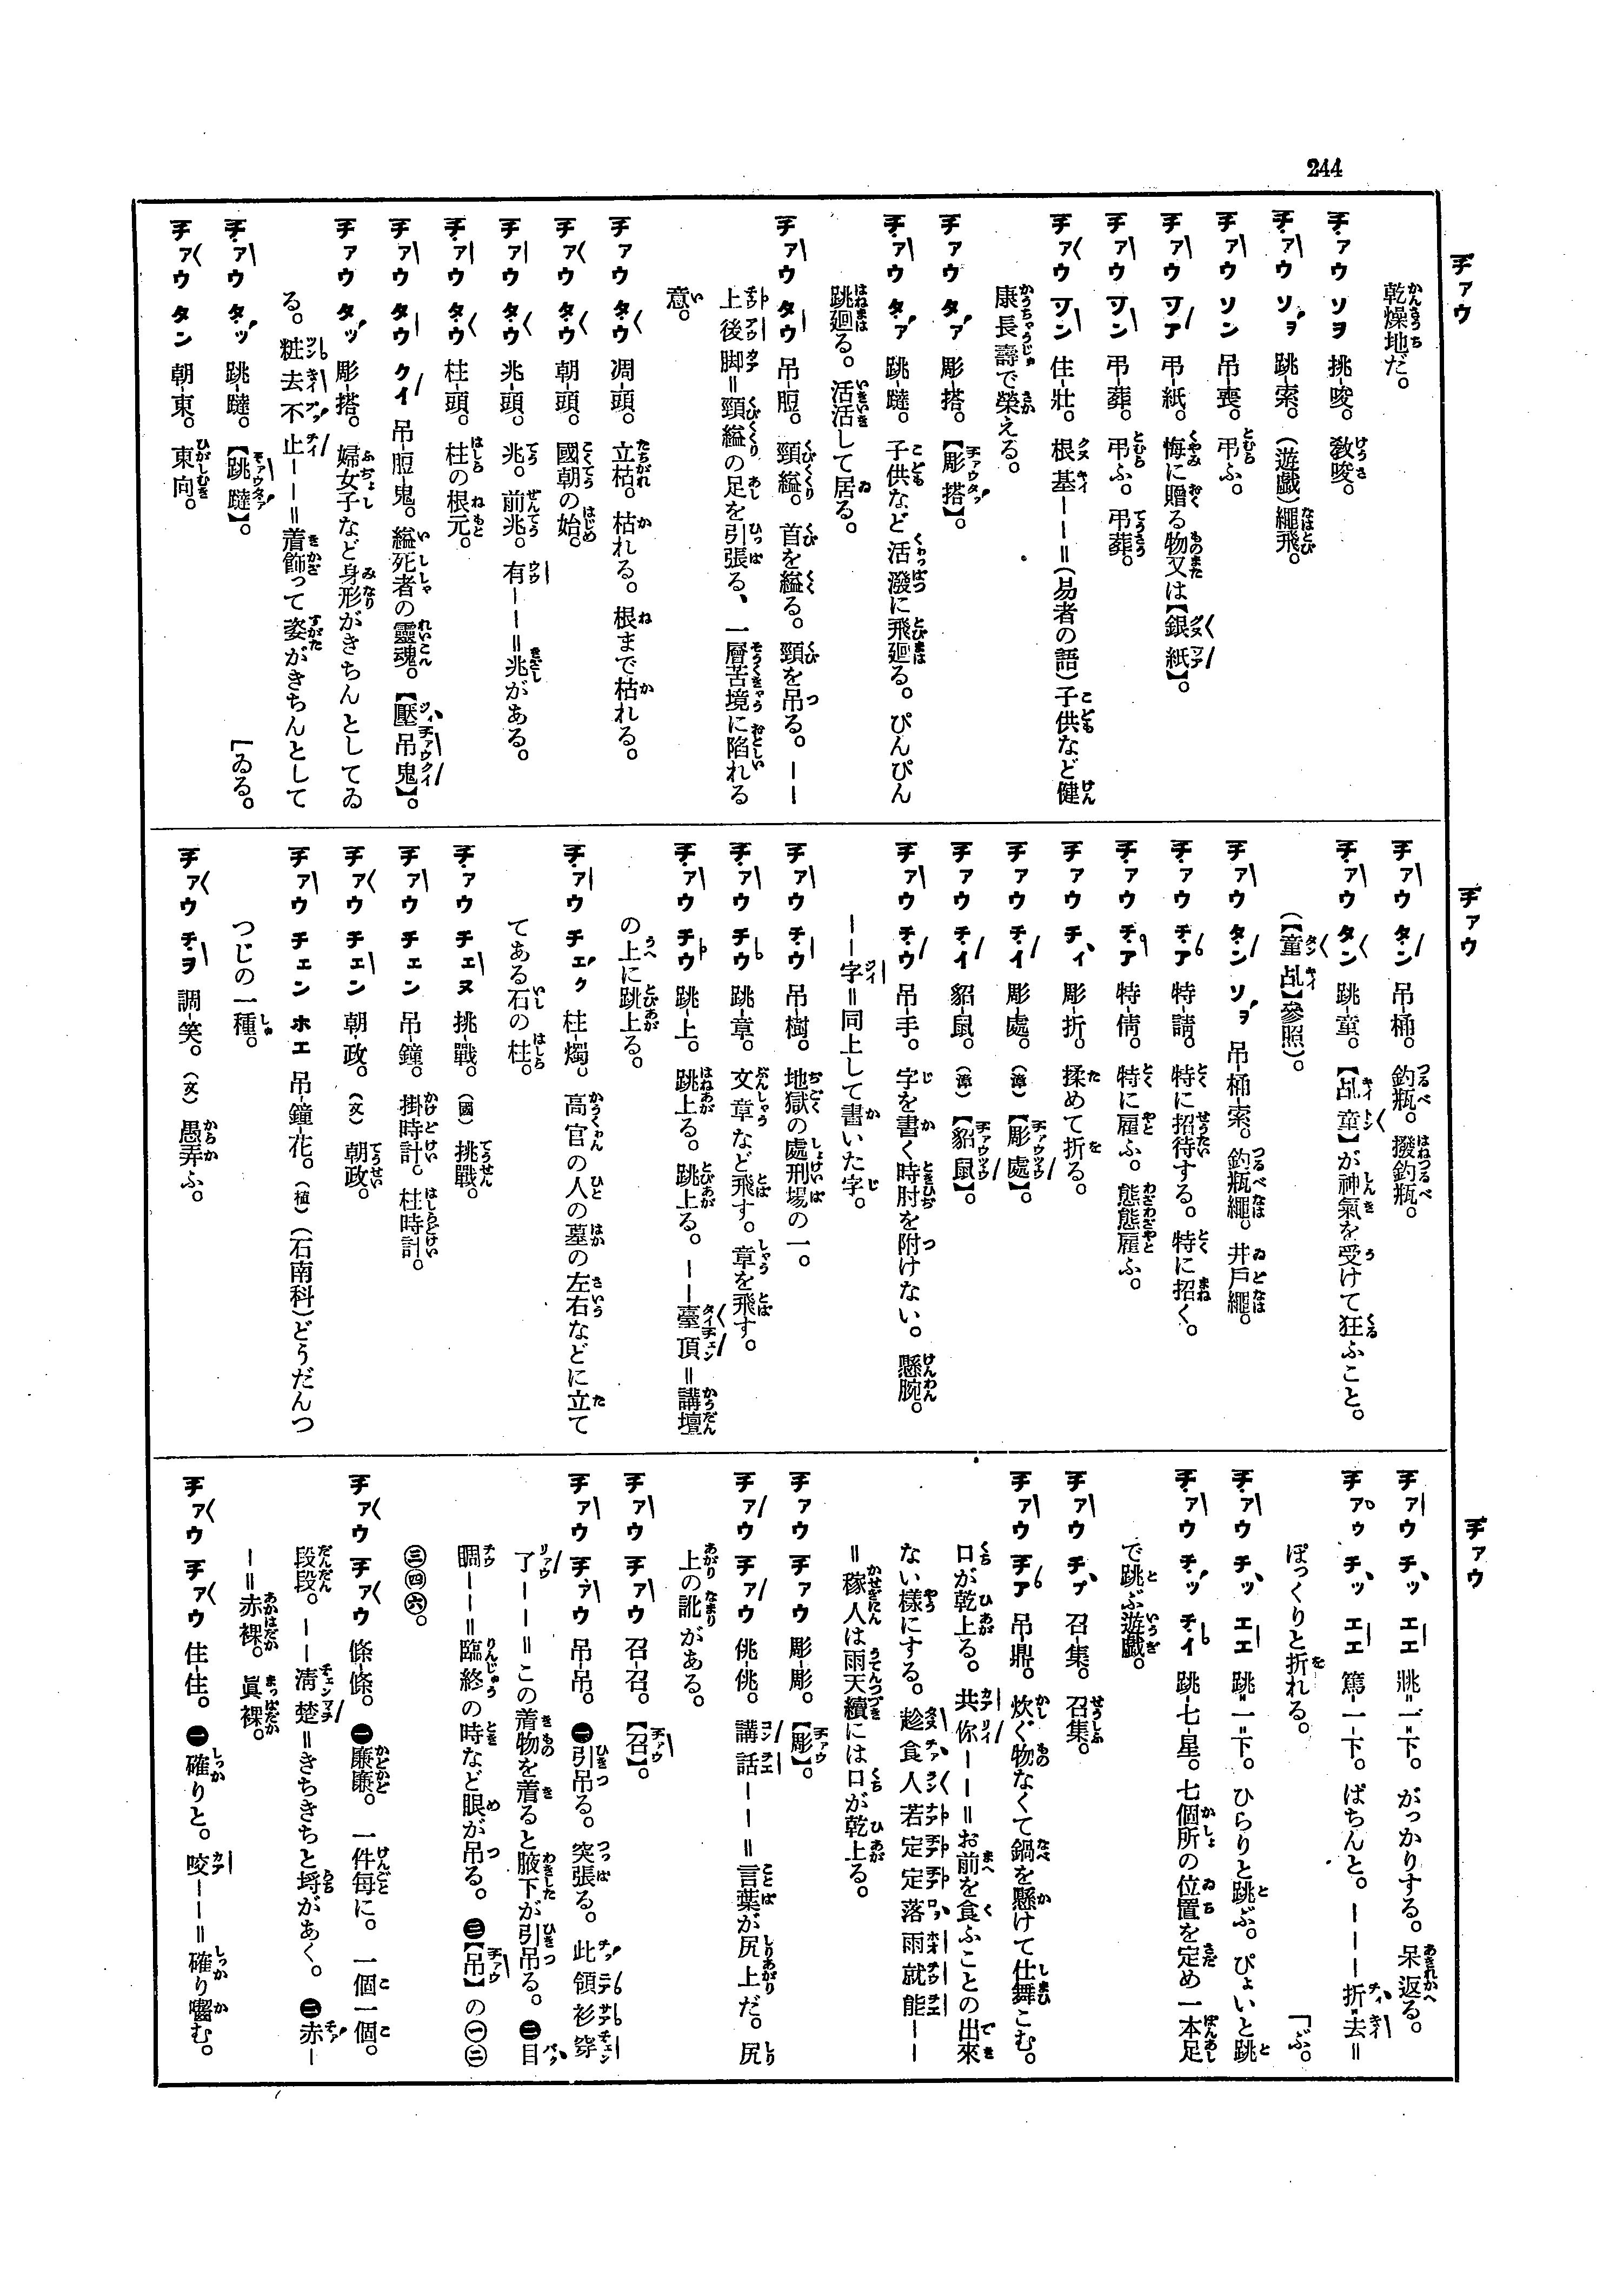 244
チァウ
乾燥地だ。
チァウ ソヲ 挑-唆。敎唆。
チァウ ソヲ 跳-索。（遊戲）繩飛。
チァウ ソン 吊-喪。弔ふ。
チァウ ツァ 弔-紙。悔に贈る物又は【銀紙】。
チァウ ツン 弔-葬。弔ふ。弔葬。
チァウ ツン 住-壯。根基－－＝（易者の語）子供など健
康長壽で榮える。
チァウ タァ 彫-搭。【彫搭】。
チァウ タァ 跳-躂。子供など活潑に飛廻る。ぴんぴん
跳廻る。活活して居る。
チァウ タウ 吊-脰。頸縊。首を縊る。頸を吊る。－－
上後脚＝頸縊の足を引張る、一層苦境に陷れる
意。
チァウ タウ 凋-頭。立枯。枯れる。根まで枯れる。
チァウ タウ 朝-頭。國朝の始。
チァウ タウ 兆-頭。兆。前兆。有－－＝兆がある。
チァウ タウ 柱-頭。柱の根元。
チァウ タウ クイ 吊-脰-鬼。縊死者の靈魂。【壓吊鬼】。
チァウ タッ 彫-搭。婦女子など身形がきちんとしてゐ
る。粧去不止－－＝着飾って姿がきちんとして
「ゐる。
チァウ タッ 跳-躂。【跳躂】。
チァウ タン 朝-東。東向。
チァウ
チァウ タン 吊-桶。釣瓶。撥釣瓶。
チァウ タン 跳-童。【乩童】が神氣を受けて狂ふこと。
（【童乩】參照）。
チァウ タン ソヲ 吊-桶-索。釣瓶繩。井戶繩。
チァウ チァ 特-請。特に招待する。特に招く。
チァウ チァ 特-倩。特に雇ふ。態態雇ふ。
チァウ チィ 彫-折。揉めて折る。
チァウ チイ 彫-處。（漳）【彫處】。
チァウ チイ 貂-鼠。（漳）【貂鼠】。
チァウ チウ 吊-手。字を書く時肘を附けない。懸腕。
－－字＝同上して書いた字。
チァウ チウ 吊-樹。地獄の處刑場の一。
チァウ チウ 跳-章。文章など飛す。章を飛す。
チァウ チウ 跳-上。跳上る。跳上る。－－臺頂＝講壇
の上に跳上る。
チァウ チェク 柱-燭。高官の人の墓の左右などに立て
てある石の柱。
チァウ チェヌ 挑-戰。（國）挑戰。
チァウ チェン 吊-鐘。掛時計。柱時計。
チァウ チェン 朝-政。（文）朝政。
チァウ チェン ホエ 吊-鐘-花。（植）（石南科）どうだんつ
つじの一種。
チァウ チヲ 調-笑。（文）愚弄ふ。
チァウ
チァウ チッ エエ 𠗫-一-下。がっかりする。呆返る。
チァゥ チッ エエ 篤-一-下。ぱちんと。－－－折-去＝
ぽっくりと折れる。
「ぶ。
チァウ チッ エエ 跳-一-下。ひらりと跳ぶ。ぴょいと跳
チァウ チッ チイ 跳-七-星。七個所の位置を定め一本足
で跳ぶ遊戲。
チァウ チㇷ゚ 召-集。召集。
チァウ チァ 吊-鼎。炊ぐ物なくて鍋を懸けて仕舞こむ。
口が乾上る。共你－－＝お前を食ふことの出來
ない樣にする。趁食人若定定落雨就能－－
＝稼人は雨天續には口が乾上る。
チァウ チァウ 彫-彫。【彫】。
チァウ チァウ 佻-佻。講話－－＝言葉が尻上だ。尻
上の訛がある。
チァウ チァウ 召-召。【召】。
チァウ チァウ 吊-吊。㊀引吊る。突張る。此領衫穿
了－－＝この着物を着ると腋下が引吊る。㊁目
睭－－＝臨終の時など眼が吊る。㊂【吊】の㊀㊁
㊂㊃㊅。
チァウ チァウ 條-條。㊀廉廉。一件每に。一個一個。
段段。－－淸楚＝きちきちと埒があく。㊁赤－
－＝赤裸。眞裸。
チァウ チァウ 住-住。㊀確りと。咬－－＝確り嚙む。